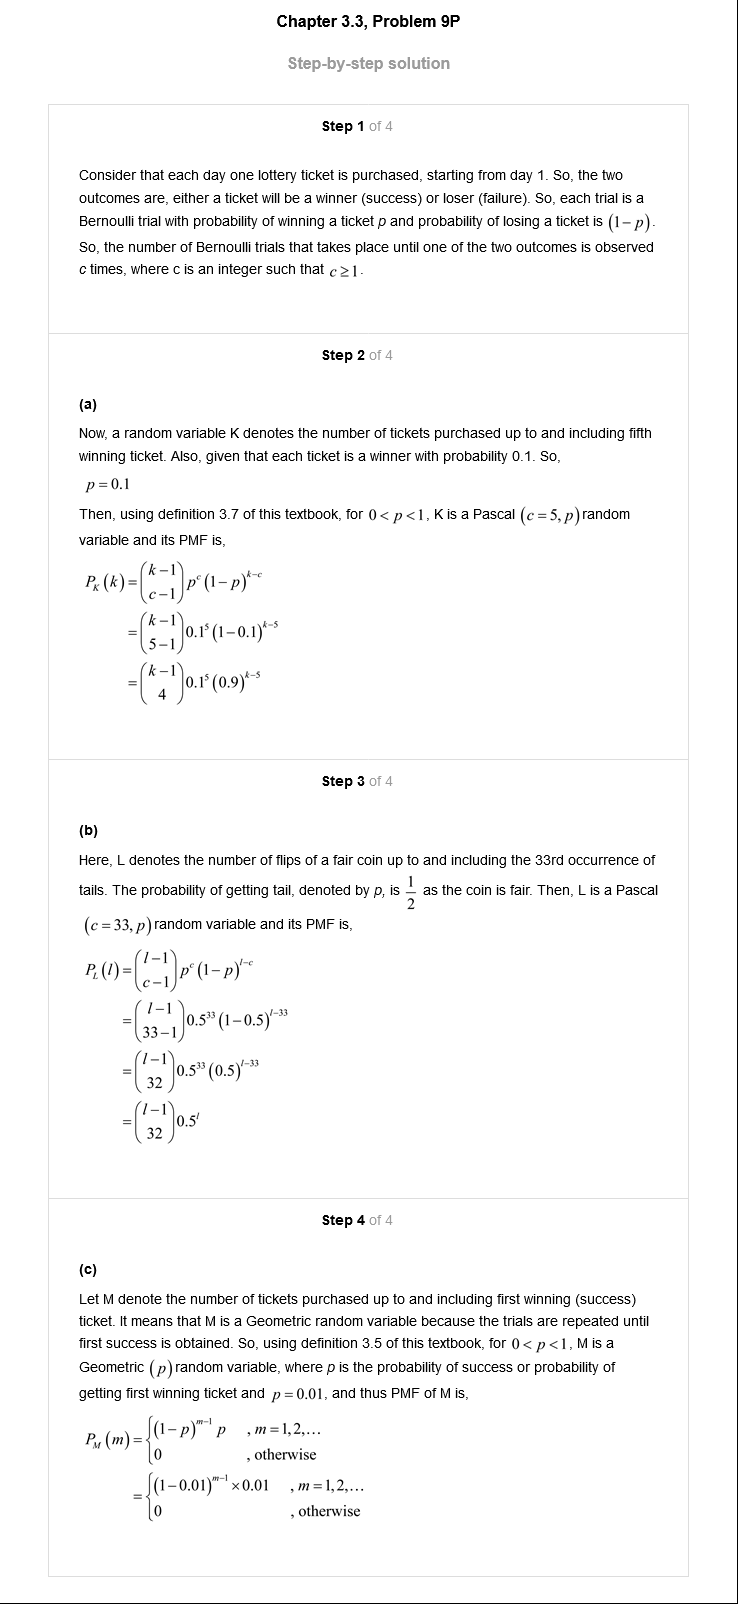 Chapter 3.3, Problem 9P
Step-by-step solution
Step 1 of 4
Consider that each day one lottery ticket is purchased, starting from day 1. So, the two
outcomes are, either a ticket will be a winner (success) or loser (failure). So, each trial is a
Bernoulli trial with probability of winning a ticket p and probability of losing a ticket is (1−p).
So, the number of Bernoulli trials that takes place until one of the two outcomes is observed
c times, where c is an integer such that c≥1.
Step 2 of 4
(a)
Now, a random variable K denotes the number of tickets purchased up to and including fifth
winning ticket. Also, given that each ticket is a winner with probability 0.1. So,
p = 0.1
Then, using definition 3.7 of this textbook, for 0 < p < 1, K is a Pascal (c = 5, p) random
variable and its PMF is,
P_K (k) = \binom{k−1}{c−1} p^c (1−p)^{k−c}
= \binom{k−1}{5−1} 0.1^5 (1−0.1)^{k−5}
= \binom{k−1}{4} 0.1^5 (0.9)^{k−5}
Step 3 of 4
(b)
Here, L denotes the number of flips of a fair coin up to and including the 33rd occurrence of
tails. The probability of getting tail, denoted by p, is \frac{1}{2} as the coin is fair. Then, L is a Pascal
(c = 33, p) random variable and its PMF is,
P_L (l) = \binom{l−1}{c−1} p^c (1−p)^{l−c}
= \binom{l−1}{33−1} 0.5^{33} (1−0.5)^{l−33}
= \binom{l−1}{32} 0.5^{33} (0.5)^{l−33}
= \binom{l−1}{32} 0.5^l
Step 4 of 4
(c)
Let M denote the number of tickets purchased up to and including first winning (success)
ticket. It means that M is a Geometric random variable because the trials are repeated until
first success is obtained. So, using definition 3.5 of this textbook, for 0 < p < 1, M is a
Geometric (p) random variable, where p is the probability of success or probability of
getting first winning ticket and p = 0.01, and thus PMF of M is,
P_M (m) = { (1−p)^{m−1} p , m = 1, 2,…
0 , otherwise
= { (1−0.01)^{m−1} × 0.01 , m = 1, 2,…
0 , otherwise